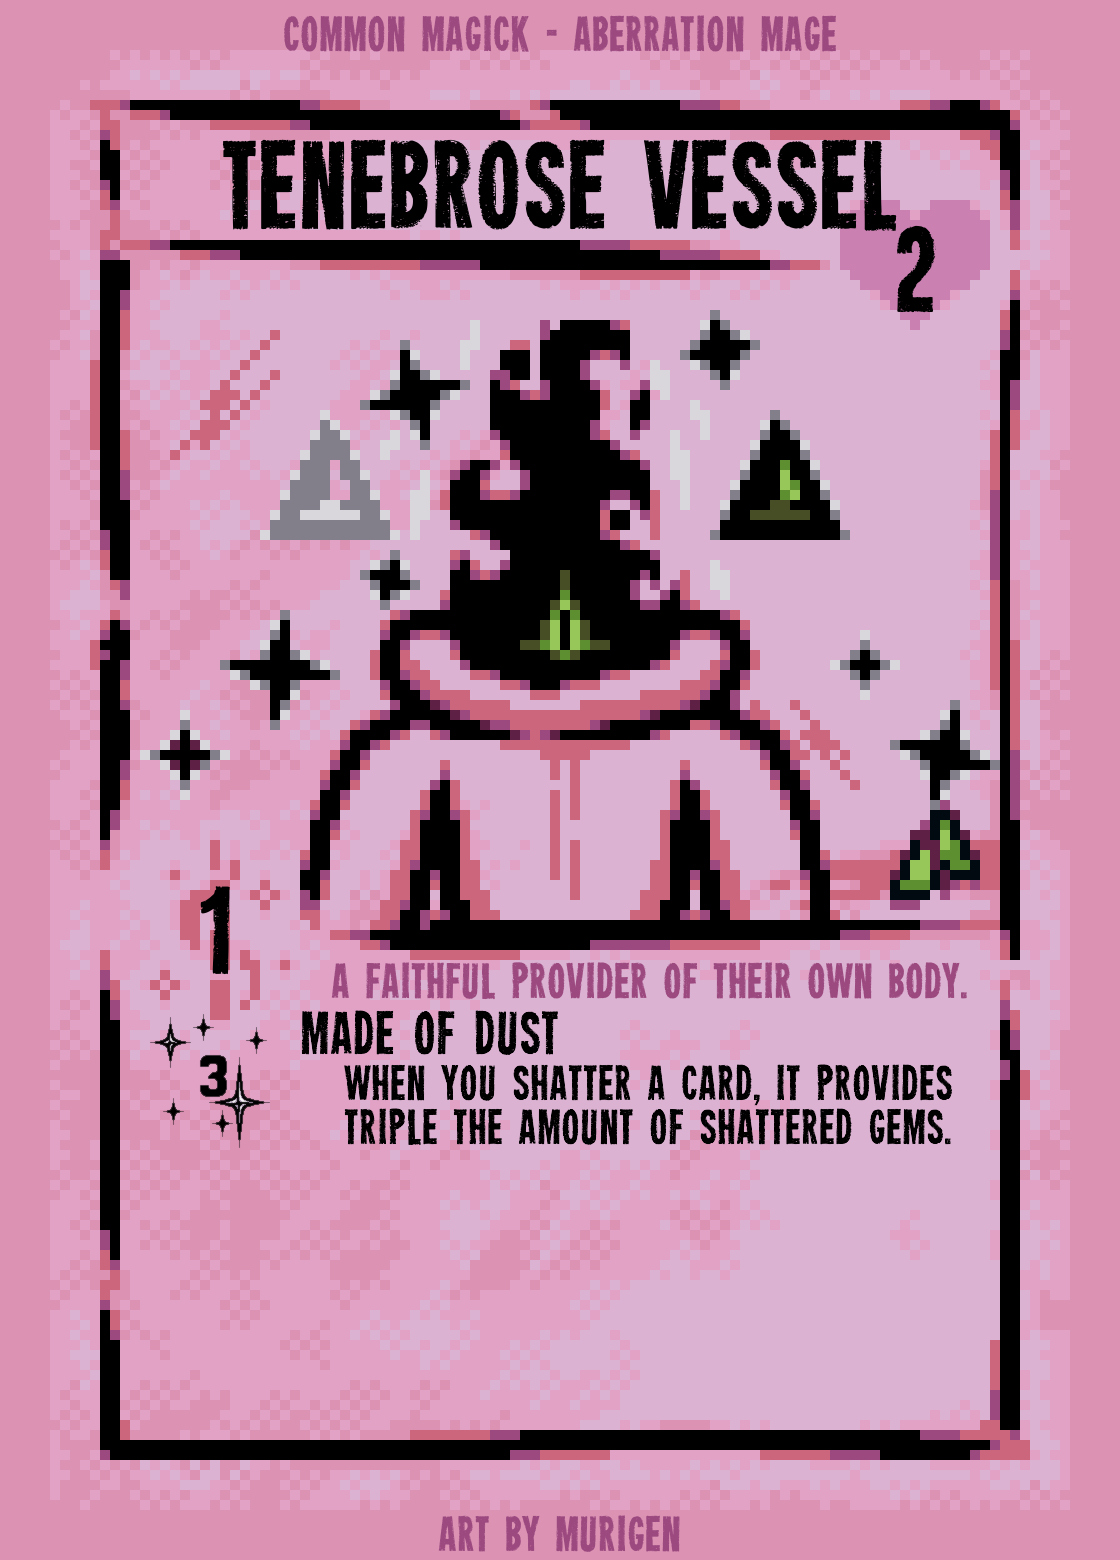 COMMON MAGICK - ABERRATION MAGE
TENEBROSE VESSEL
2
1
A FAITHFUL PROVIDER OF THEIR OWN BODY.
MADE OF DUST
3
WHEN YOU SHATTER A CARD, IT PROVIDES
TRIPLE THE AMOUNT OF SHATTERED GEMS.
ART BY MURIGEN